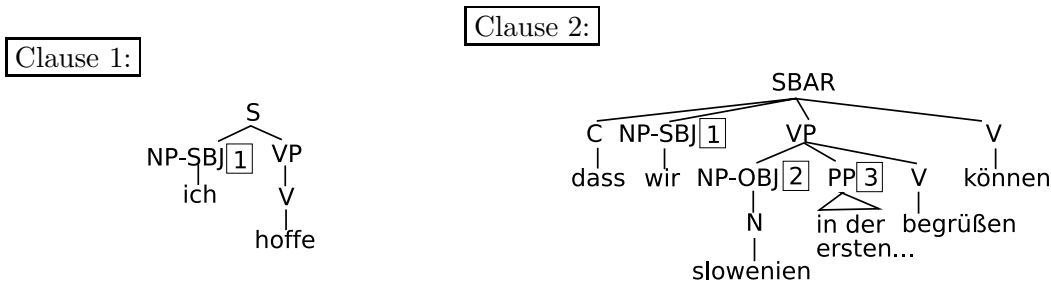 Clause 1:
Clause 2:
S
NP-SBJ 1 VP
ich V
hoffe
SBAR
C NP-SBJ 1 VP V
dass wir NP-OBJ 2 PP 3 V können
N in der begrüßen
ersten...
slowenien